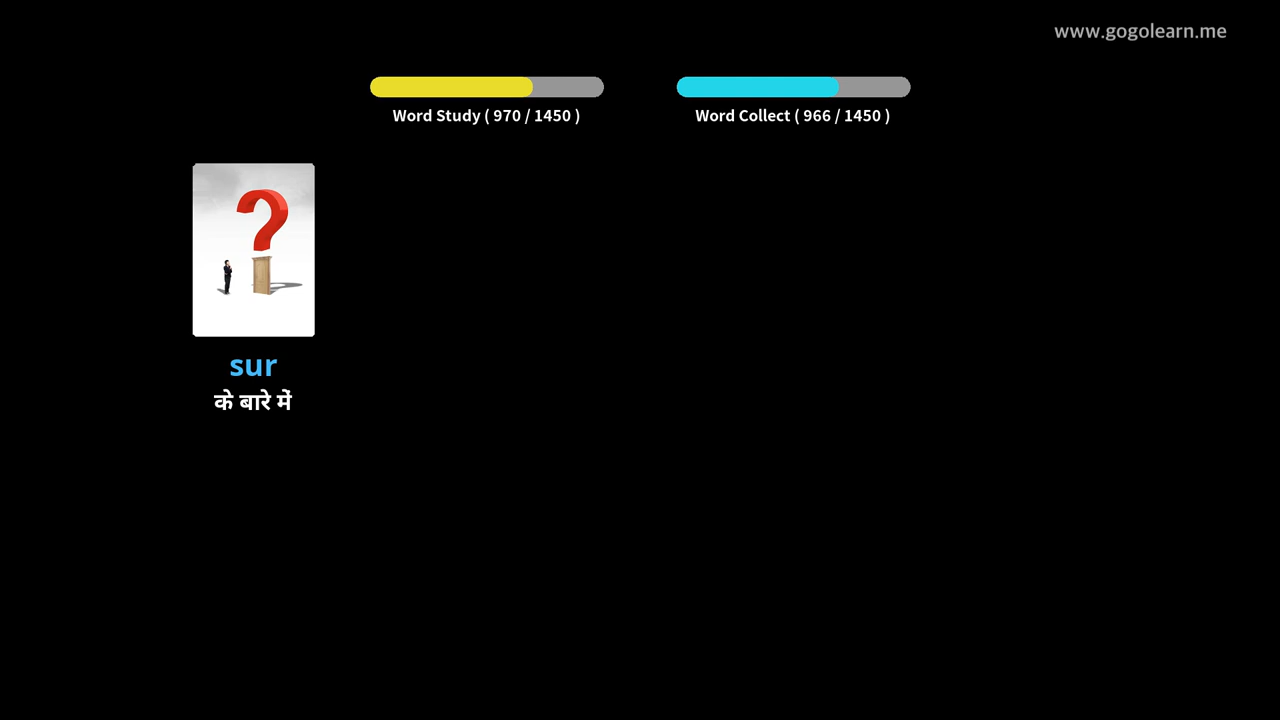 www.gogolearn.me
Word Study ( 970 / 1450 )
Word Collect ( 966 / 1450 )
sur
के बारे में